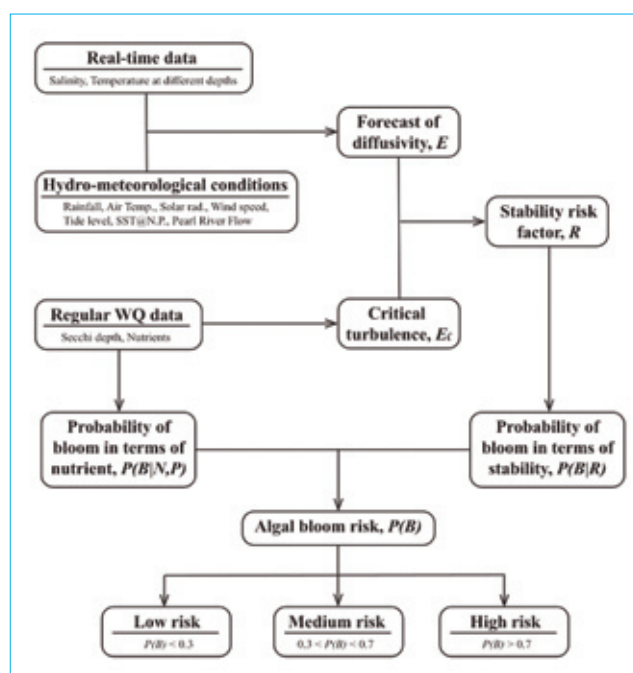 Real-time data
Salinity, Temperature at different depths
Forecast of
diffusivity, E
Hydro-meteorological conditions
Rainfall, Air Temp., Solar rad., Wind speed,
Tide level, SST@N.P., Pearl River Flow
Stability risk
factor, R
Regular WQ data
Secchi depth, Nutrients
Critical
turbulence, Ec
Probability of
bloom in terms of
nutrient, P(B|N,P)
Probability of
bloom in terms of
stability, P(B|R)
Algal bloom risk, P(B)
Low risk
P(B) < 0.3
Medium risk
0.3 < P(B) < 0.7
High risk
P(B) > 0.7